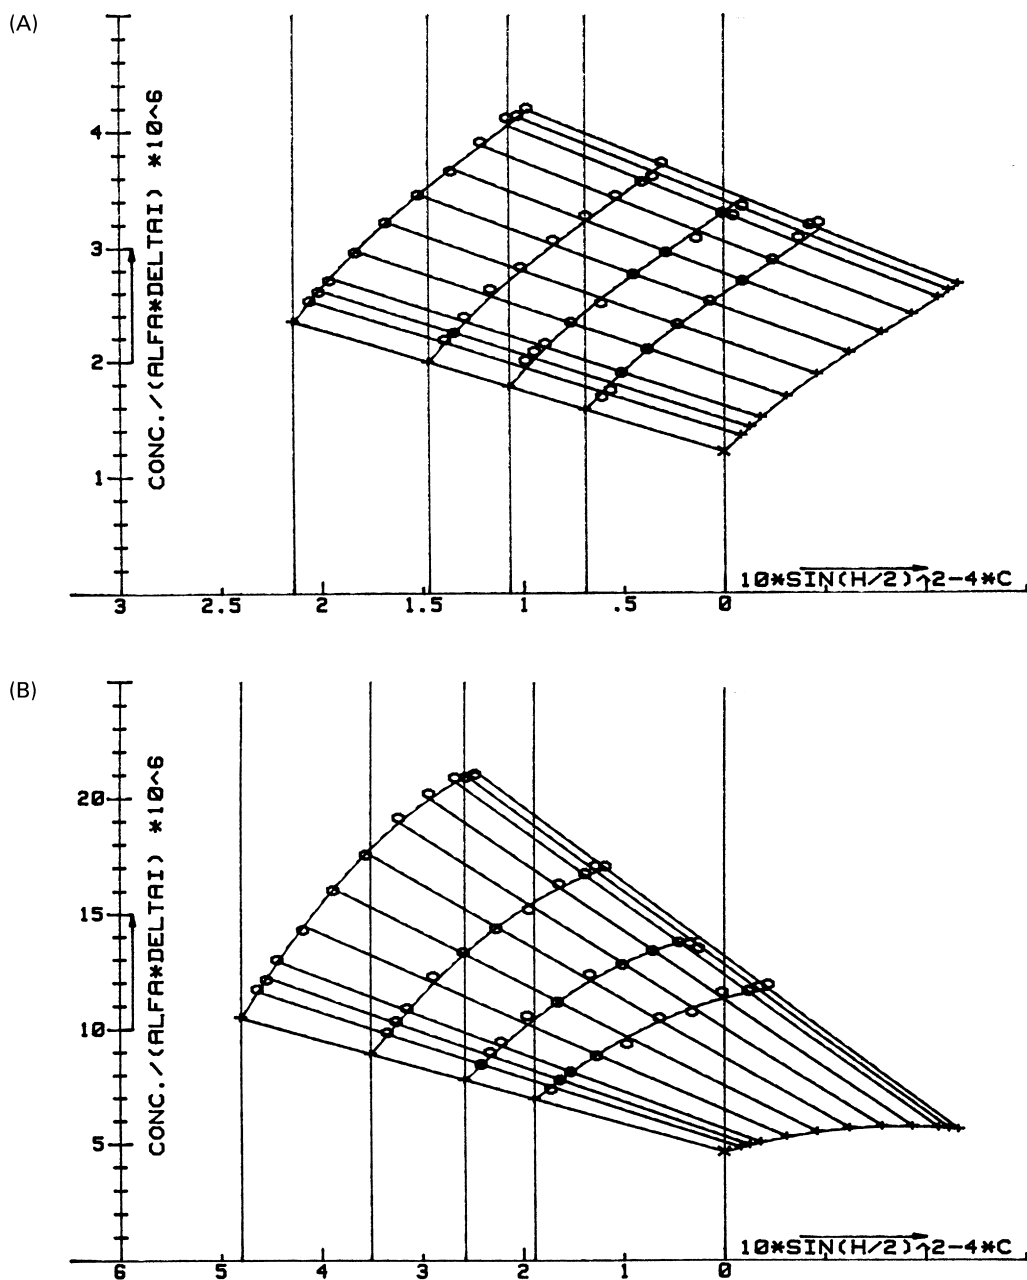 (A)
4
3
2
1
CONC./(ALFA*DELTAI) *10^6
10*SIN(H/2)^2-4*C
3 2.5 2 1.5 1 .5 0
(B)
20
15
10
5
CONC./(ALFA*DELTAI) *10^6
10*SIN(H/2)^2-4*C
6 5 4 3 2 1 0